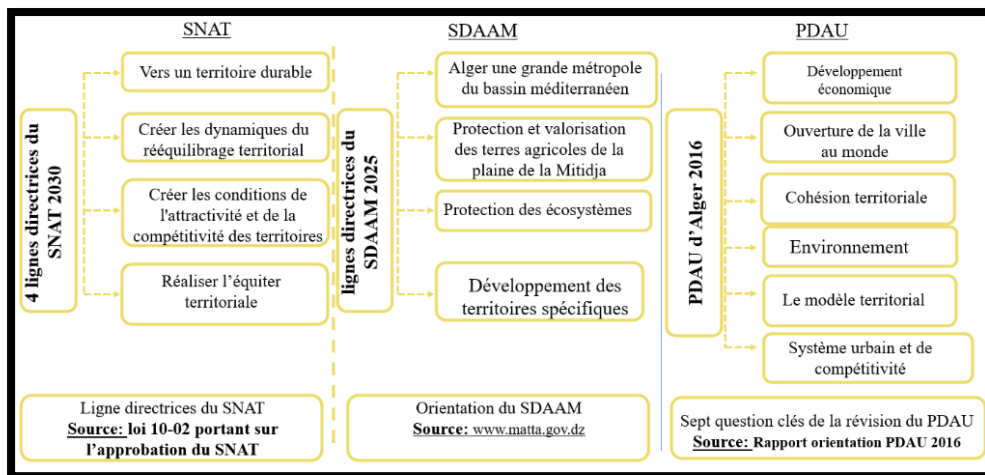 SNAT
4 lignes directrices du
SNAT 2030
Vers un territoire durable
Créer les dynamiques du
rééquilibrage territorial
Créer les conditions de
l'attractivité et de la
compétitivité des territoires
Réaliser l’équiter
territoriale
Ligne directrices du SNAT
Source: loi 10-02 portant sur
l’approbation du SNAT
SDAAM
lignes directrices du
SDAAM 2025
Alger une grande métropole
du bassin méditerranéen
Protection et valorisation
des terres agricoles de la
plaine de la Mitidja
Protection des écosystèmes
Développement des
territoires spécifiques
Orientation du SDAAM
Source: www.matta.gov.dz
PDAU
PDAU d’Alger 2016
Développement
économique
Ouverture de la ville
au monde
Cohésion territoriale
Environnement
Le modèle territorial
Système urbain et de
compétitivité
Sept question clés de la révision du PDAU
Source: Rapport orientation PDAU 2016